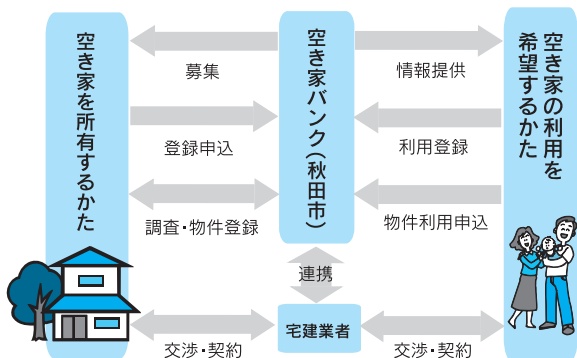 空き家を所有するかた
募集
登録申込
調査・物件登録
空き家バンク(秋田市)
情報提供
利用登録
物件利用申込
空き家の利用を
希望するかた
連携
宅建業者
交渉・契約
交渉・契約